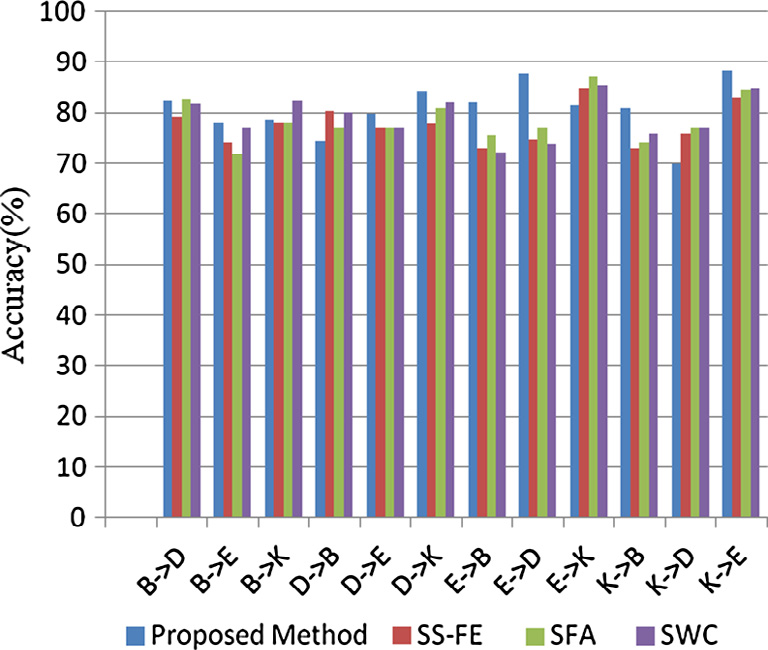 100
90
80
70
60
50
40
30
20
10
0
Accuracy(%)
B->D
B->E
B->K
D->B
D->E
D->K
E->B
E->D
E->K
K->B
K->D
K->E
Proposed Method SS-FE SFA SWC